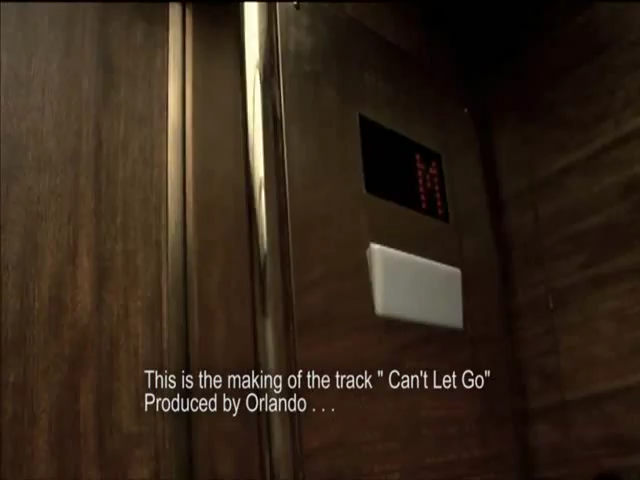 M
This is the making of the track " Can't Let Go"
Produced by Orlando . . .